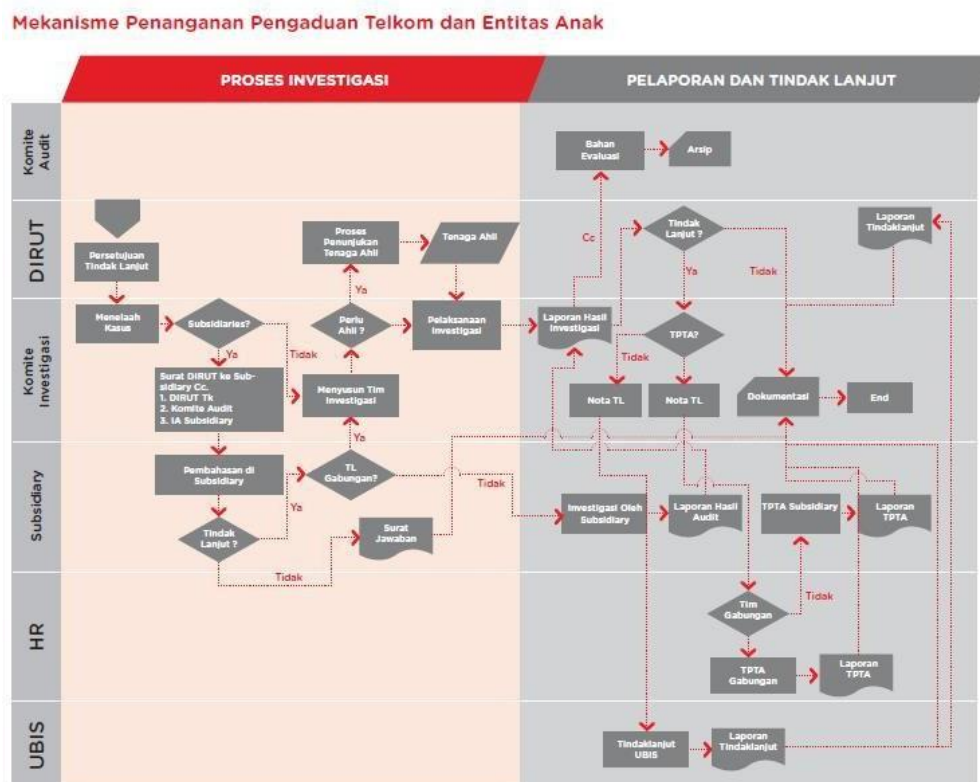 Mekanisme Penanganan Pengaduan Telkom dan Entitas Anak
PROSES INVESTIGASI
PELAPORAN DAN TINDAK LANJUT
Komite
Audit
Bahan
Evaluasi
Arsip
DIRUT
Persetujuan
Tindak Lanjut
Proses
Penunjukan
Tenaga Ahli
Tenaga Ahli
Cc
Tindak
Lanjut ?
Laporan
Tindaklanjut
Ya
Ya
Tidak
Komite
Investigasi
Menelaah
Kasus
Subsidiaries?
Perlu
Ahli ?
Pelaksanaan
Investigasi
Laporan Hasil
Investigasi
TPTA?
Ya
Tidak
Tidak
Surat DIRUT ke Sub-
sidiary Cc.
1. DIRUT Tk
2. Komite Audit
3. IA Subsidiary
Menyusun Tim
Investigasi
Nota TL
Nota TL
Dokumentasi
End
Ya
Subsidiary
Pembahasan di
Subsidiary
TL
Gabungan?
Tidak
Ya
Tindak
Lanjut ?
Surat
Jawaban
Investigasi Oleh
Subsidiary
Laporan Hasil
Audit
TPTA Subsidiary
Laporan
TPTA
Tidak
HR
Tim
Gabungan
Tidak
TPTA
Gabungan
Laporan
TPTA
UBIS
Tindaklanjut
UBIS
Laporan
Tindaklanjut